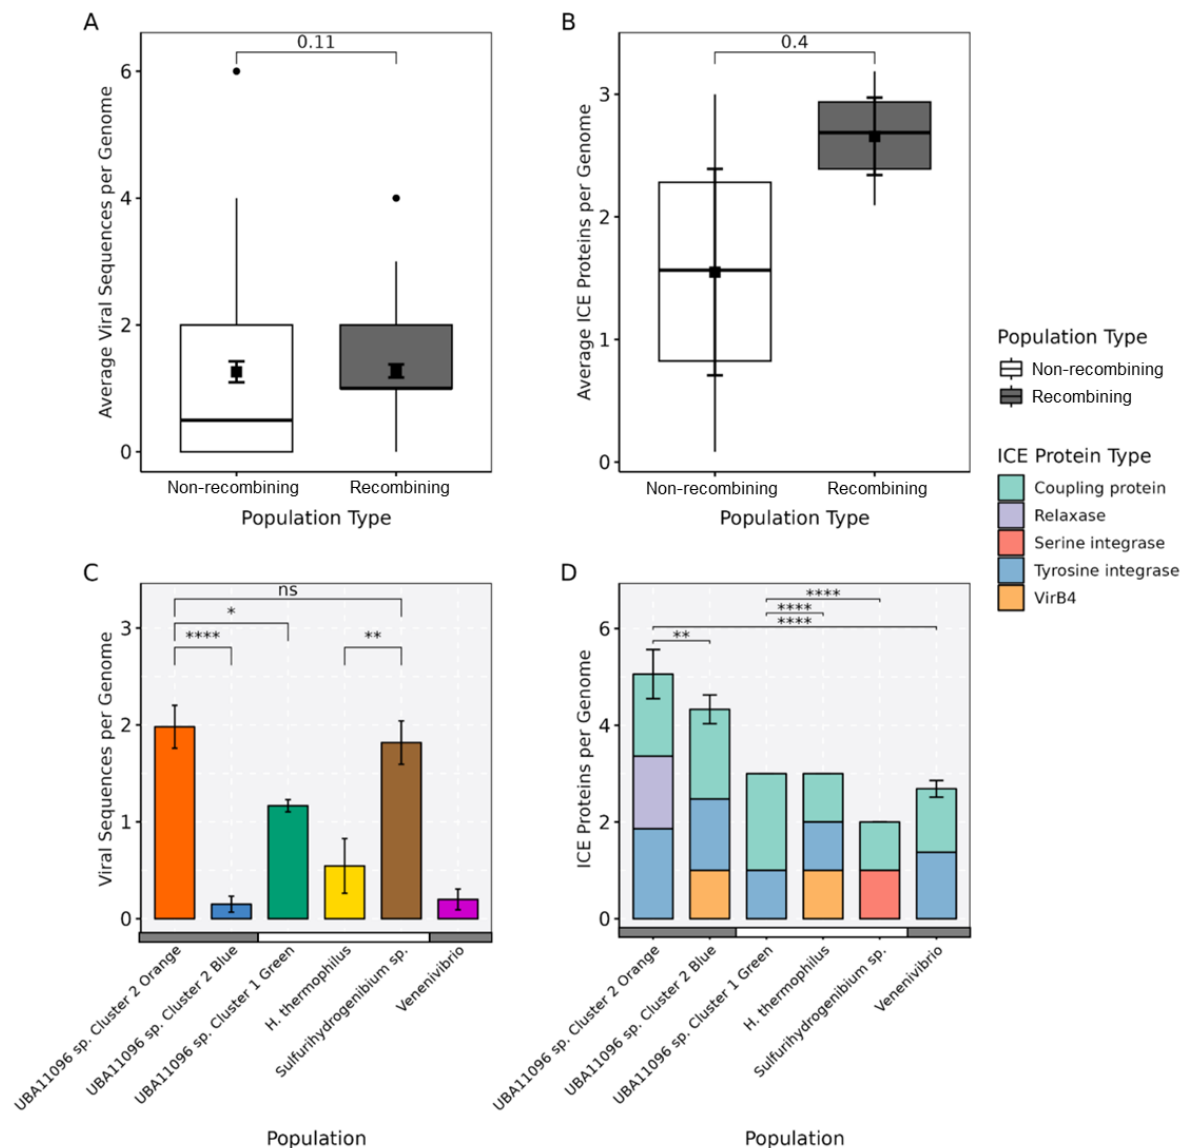 A
0.11
6
4
2
0
Average Viral Sequences per Genome
Non-recombining
Recombining
Population Type
B
0.4
3
2
1
0
Average ICE Proteins per Genome
Non-recombining
Recombining
Population Type
Population Type
Non-recombining
Recombining
ICE Protein Type
Coupling protein
Relaxase
Serine integrase
Tyrosine integrase
VirB4
C
ns
*
****
**
3
2
1
0
Viral Sequences per Genome
UBA11096 sp. Cluster 2 Orange
UBA11096 sp. Cluster 2 Blue
UBA11096 sp. Cluster 1 Green
H. thermophilus
Sulfurihydrogenibium sp.
Venenivibrio
Population
D
****
****
****
**
6
4
2
0
ICE Proteins per Genome
UBA11096 sp. Cluster 2 Orange
UBA11096 sp. Cluster 2 Blue
UBA11096 sp. Cluster 1 Green
H. thermophilus
Sulfurihydrogenibium sp.
Venenivibrio
Population